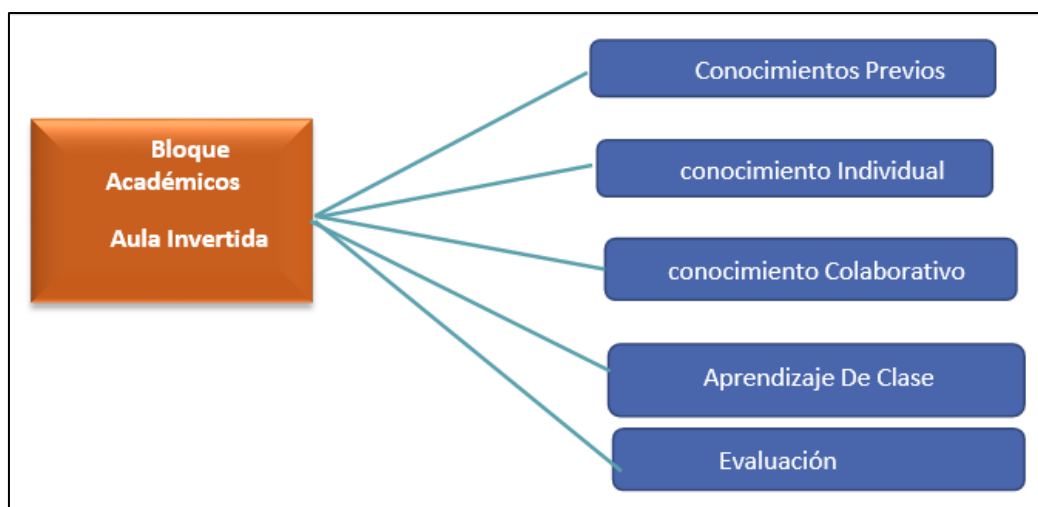 Bloque
Académicos
Aula Invertida
Conocimientos Previos
conocimiento Individual
conocimiento Colaborativo
Aprendizaje De Clase
Evaluación